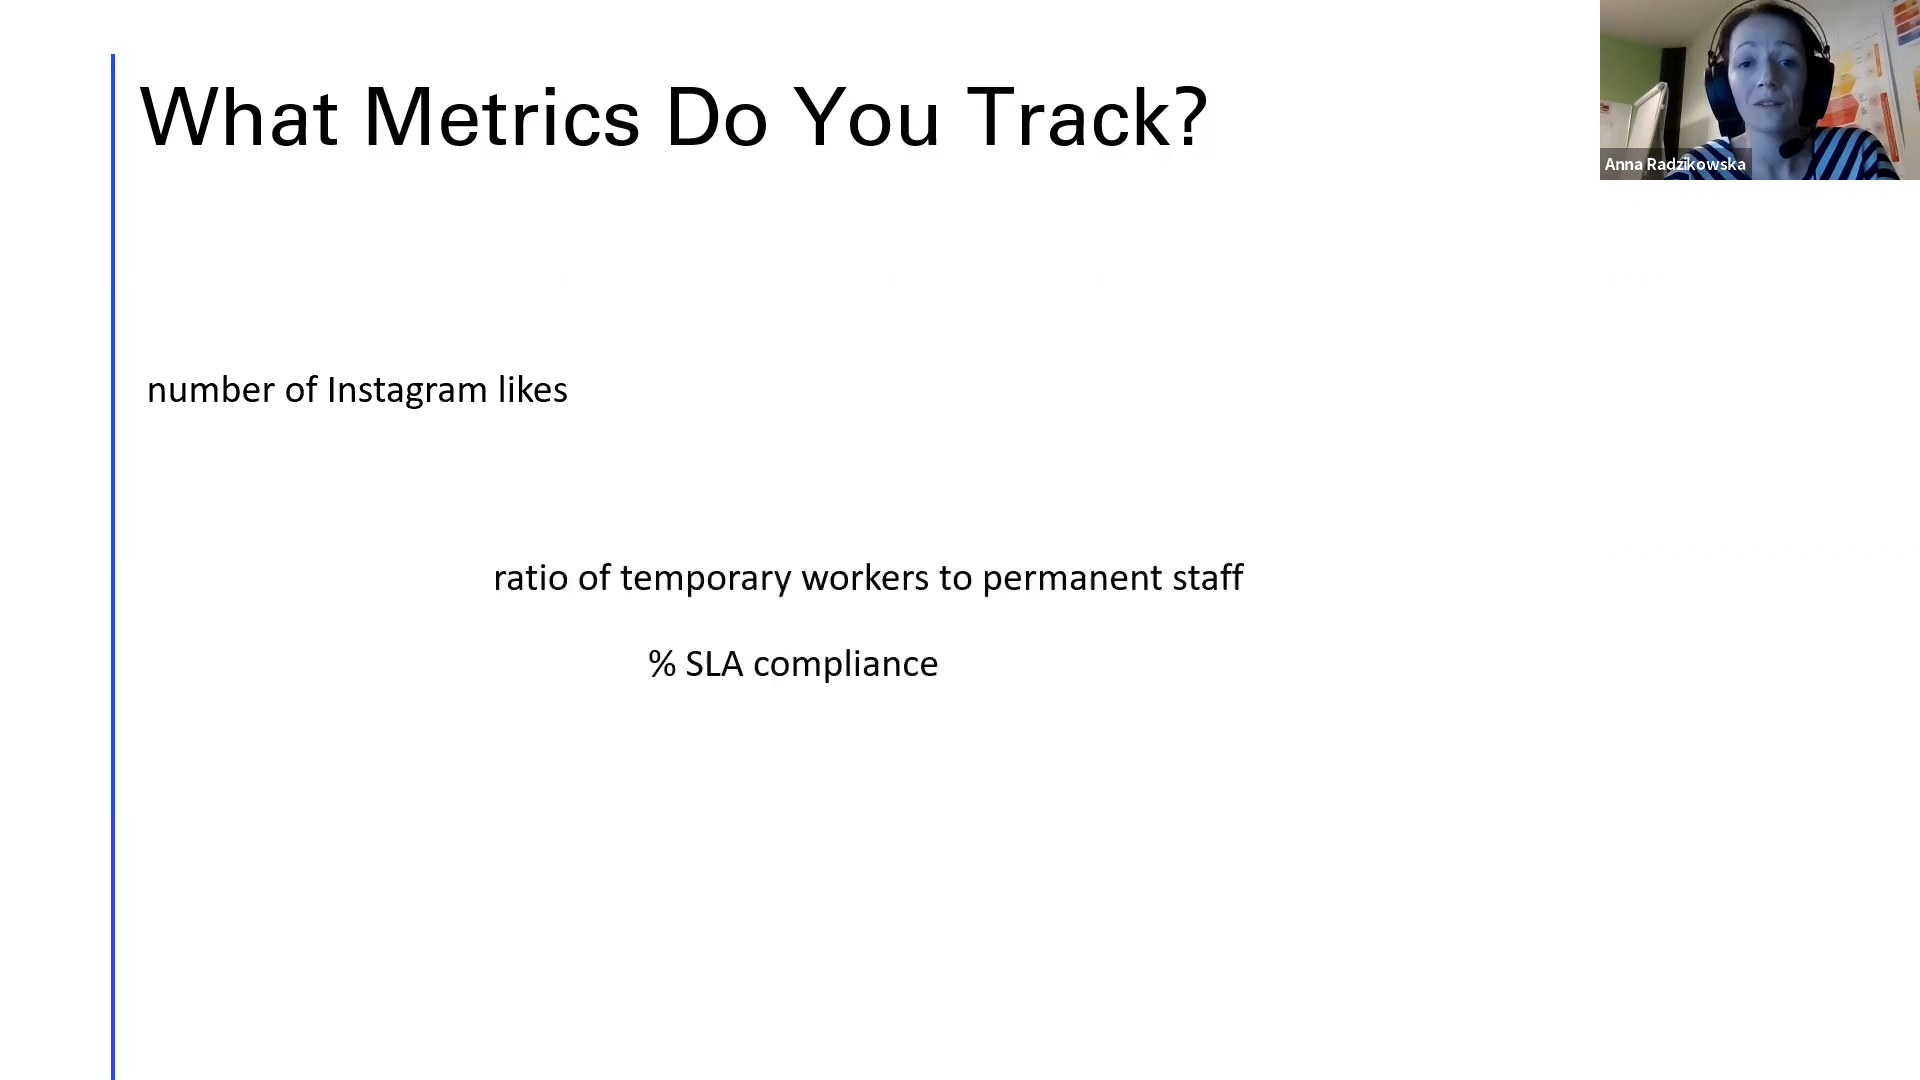 What Metrics Do You Track?
Anna Radzikowska
number of Instagram likes
ratio of temporary workers to permanent staff
% SLA compliance